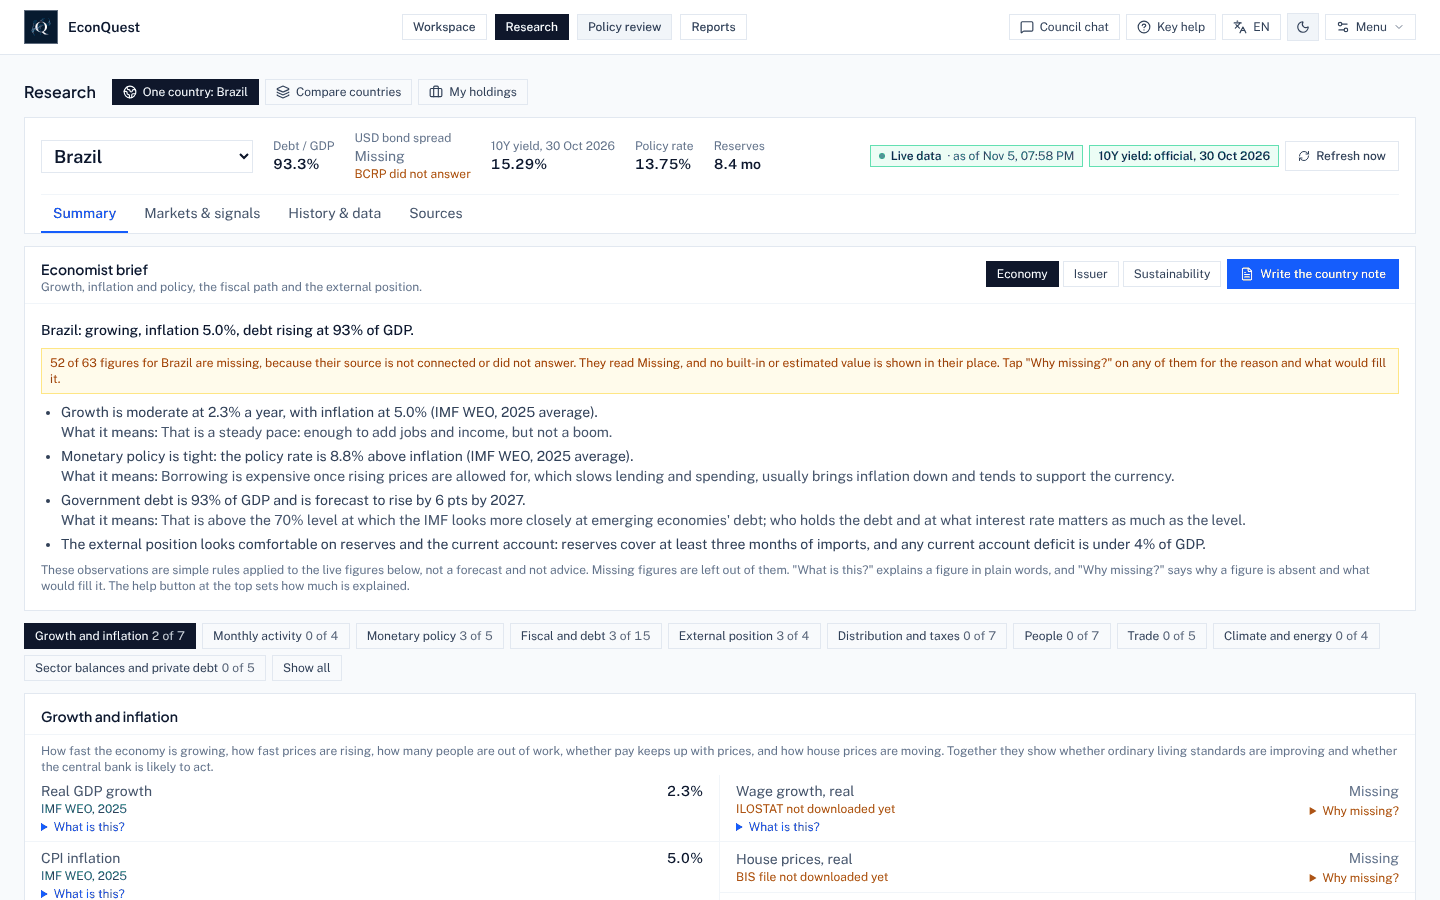 EconQuest
Workspace
Research
Policy review
Reports
Council chat
Key help
EN
Menu
Research
One country: Brazil
Compare countries
My holdings
Brazil
Debt / GDP
93.3%
USD bond spread
Missing
BCRP did not answer
10Y yield, 30 Oct 2026
15.29%
Policy rate
13.75%
Reserves
8.4 mo
Live data · as of Nov 5, 07:58 PM
10Y yield: official, 30 Oct 2026
Refresh now
Summary
Markets & signals
History & data
Sources
Economist brief
Growth, inflation and policy, the fiscal path and the external position.
Economy
Issuer
Sustainability
Write the country note
Brazil: growing, inflation 5.0%, debt rising at 93% of GDP.
52 of 63 figures for Brazil are missing, because their source is not connected or did not answer. They read Missing, and no built-in or estimated value is shown in their place. Tap "Why missing?" on any of them for the reason and what would fill
it.
• Growth is moderate at 2.3% a year, with inflation at 5.0% (IMF WEO, 2025 average).
What it means: That is a steady pace: enough to add jobs and income, but not a boom.
• Monetary policy is tight: the policy rate is 8.8% above inflation (IMF WEO, 2025 average).
What it means: Borrowing is expensive once rising prices are allowed for, which slows lending and spending, usually brings inflation down and tends to support the currency.
• Government debt is 93% of GDP and is forecast to rise by 6 pts by 2027.
What it means: That is above the 70% level at which the IMF looks more closely at emerging economies' debt; who holds the debt and at what interest rate matters as much as the level.
• The external position looks comfortable on reserves and the current account: reserves cover at least three months of imports, and any current account deficit is under 4% of GDP.
These observations are simple rules applied to the live figures below, not a forecast and not advice. Missing figures are left out of them. "What is this?" explains a figure in plain words, and "Why missing?" says why a figure is absent and what
would fill it. The help button at the top sets how much is explained.
Growth and inflation 2 of 7
Monthly activity 0 of 4
Monetary policy 3 of 5
Fiscal and debt 3 of 15
External position 3 of 4
Distribution and taxes 0 of 7
People 0 of 7
Trade 0 of 5
Climate and energy 0 of 4
Sector balances and private debt 0 of 5
Show all
Growth and inflation
How fast the economy is growing, how fast prices are rising, how many people are out of work, whether pay keeps up with prices, and how house prices are moving. Together they show whether ordinary living standards are improving and whether
the central bank is likely to act.
Real GDP growth
2.3%
IMF WEO, 2025
What is this?
Wage growth, real
Missing
ILOSTAT not downloaded yet
Why missing?
What is this?
CPI inflation
5.0%
IMF WEO, 2025
What is this?
House prices, real
Missing
BIS file not downloaded yet
Why missing?